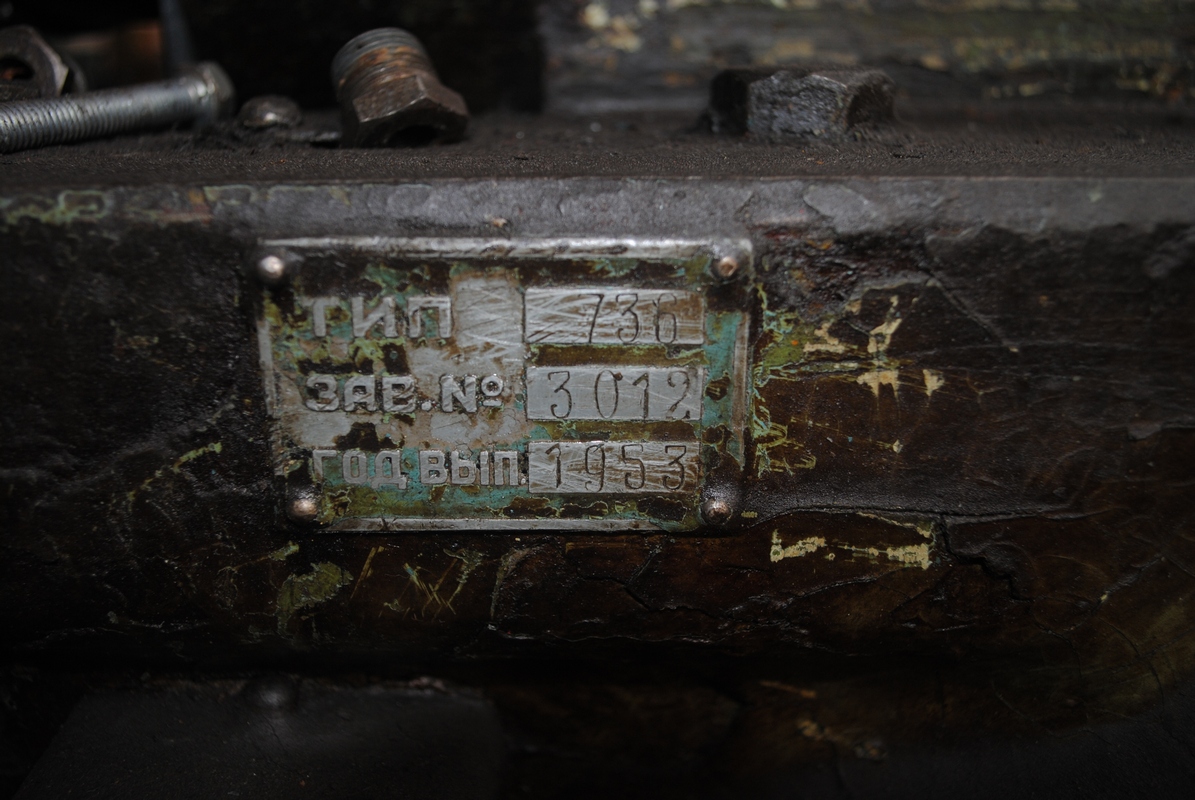 ТИП 736
ЗАВ. № 3012
ГОД ВЫП. 1953